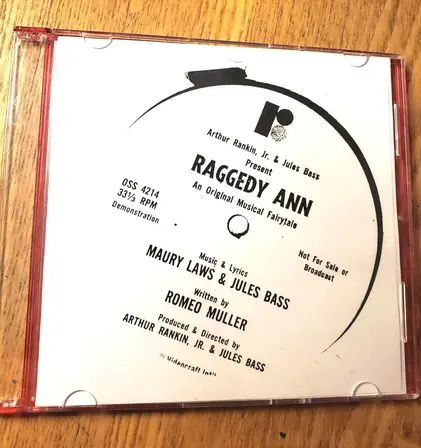 r
Arthur Rankin, Jr. & Jules Bass
Present
RAGGEDY ANN
An Original Musical Fairytale
OSS 4214
33⅓ RPM
Demonstration
Not For Sale or
Broadcast
Music & Lyrics
MAURY LAWS & JULES BASS
Written by
ROMEO MULLER
Produced & Directed by
ARTHUR RANKIN, JR. & JULES BASS
Videocraft